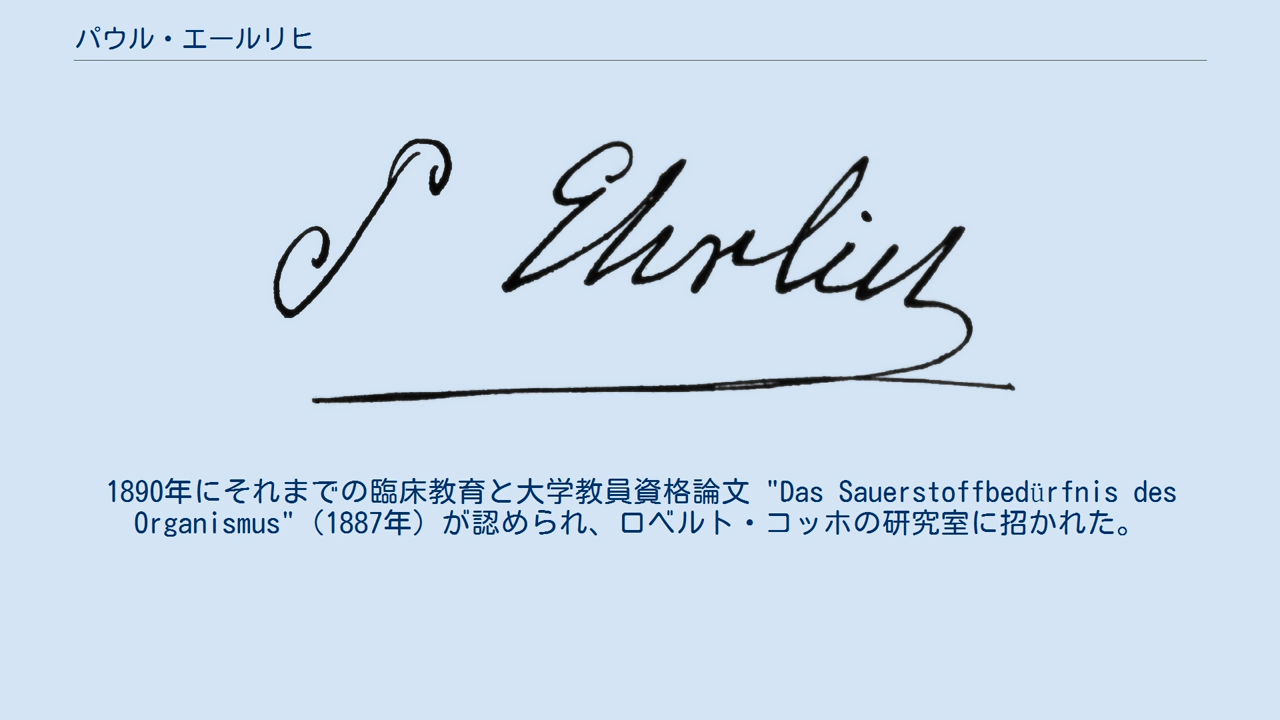 パウル・エールリヒ
P Ehrlich
1890年にそれまでの臨床教育と大学教員資格論文 "Das Sauerstoffbedürfnis des
Organismus"（1887年）が認められ、ロベルト・コッホの研究室に招かれた。